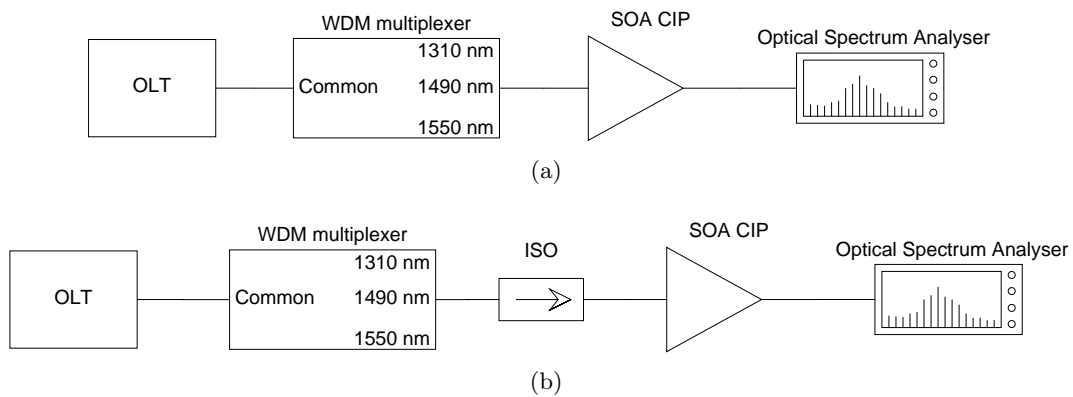 WDM multiplexer
SOA CIP
Optical Spectrum Analyser
OLT
Common
1310 nm
1490 nm
1550 nm
(a)
WDM multiplexer
ISO
SOA CIP
Optical Spectrum Analyser
OLT
Common
1310 nm
1490 nm
1550 nm
(b)